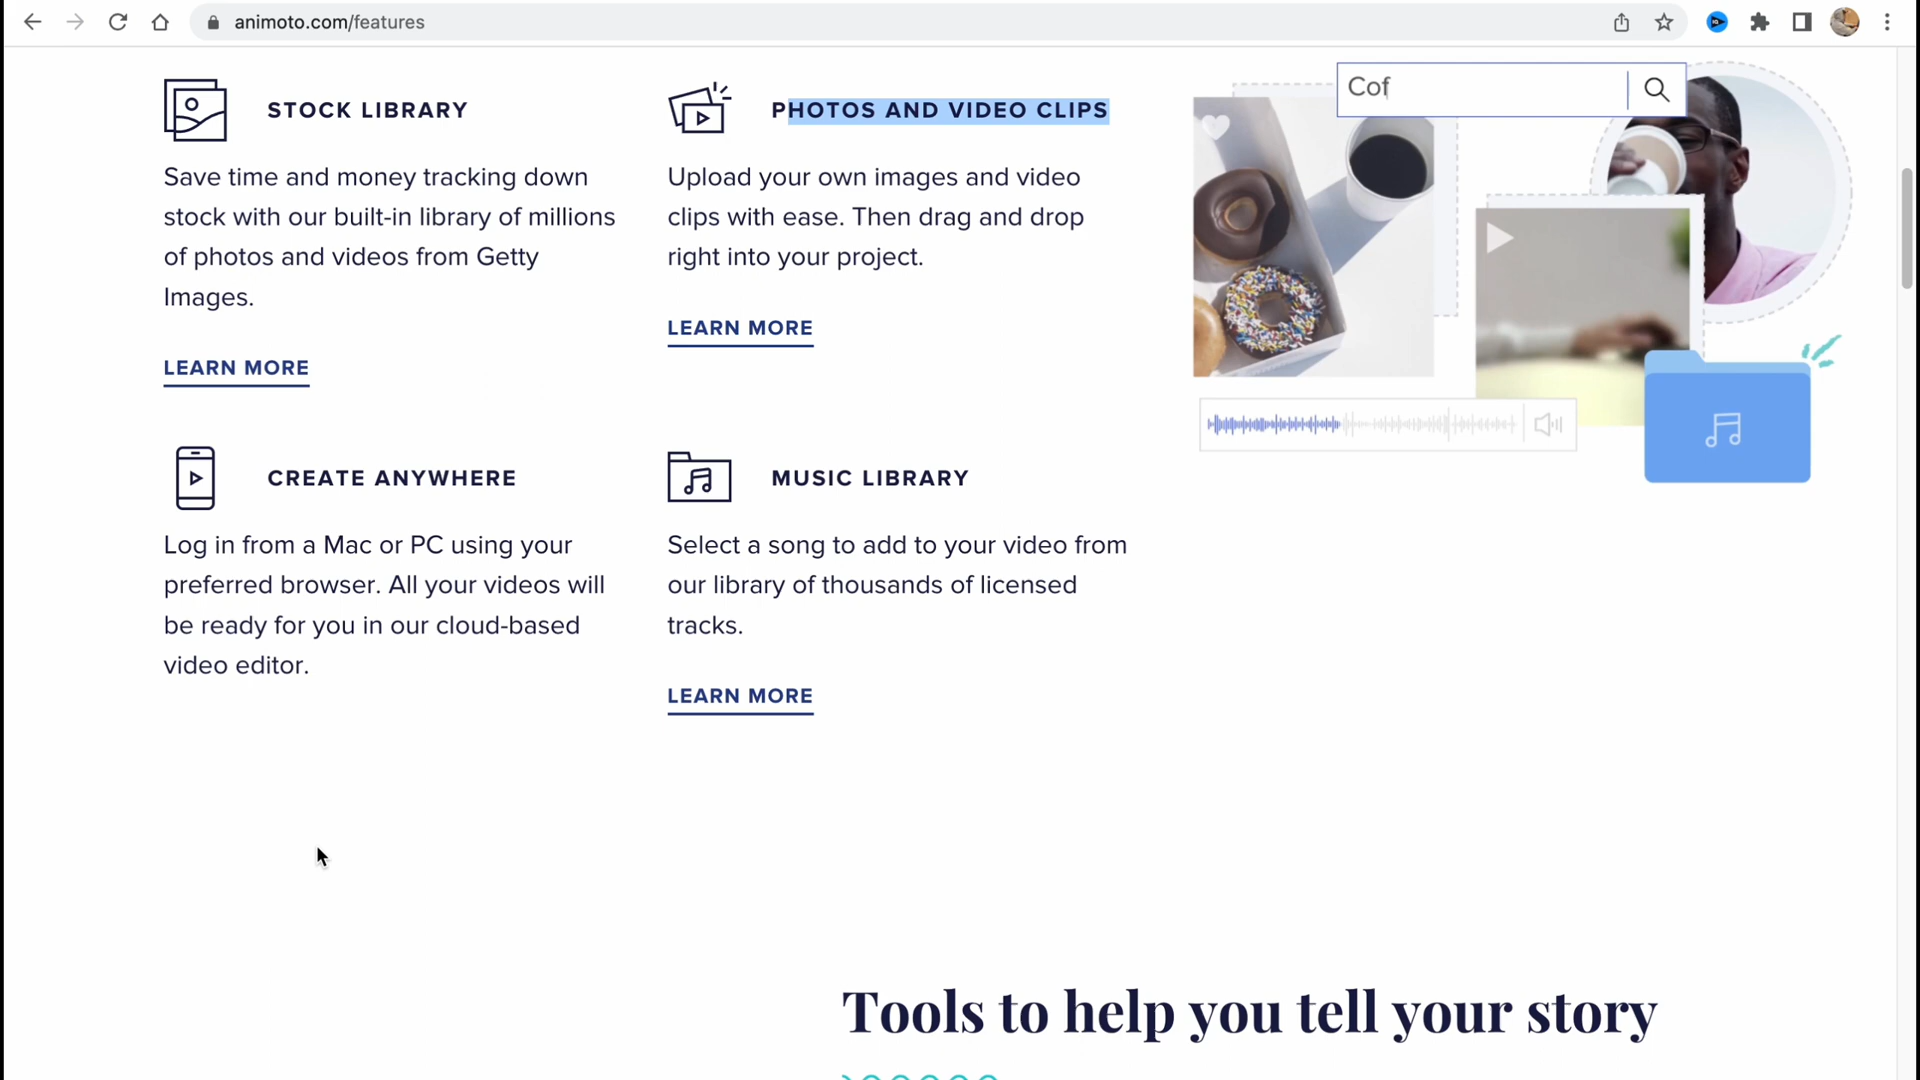 animoto.com/features
STOCK LIBRARY
Save time and money tracking down
stock with our built-in library of millions
of photos and videos from Getty
Images.
LEARN MORE
PHOTOS AND VIDEO CLIPS
Upload your own images and video
clips with ease. Then drag and drop
right into your project.
LEARN MORE
Cof
CREATE ANYWHERE
Log in from a Mac or PC using your
preferred browser. All your videos will
be ready for you in our cloud-based
video editor.
MUSIC LIBRARY
Select a song to add to your video from
our library of thousands of licensed
tracks.
LEARN MORE
Tools to help you tell your story